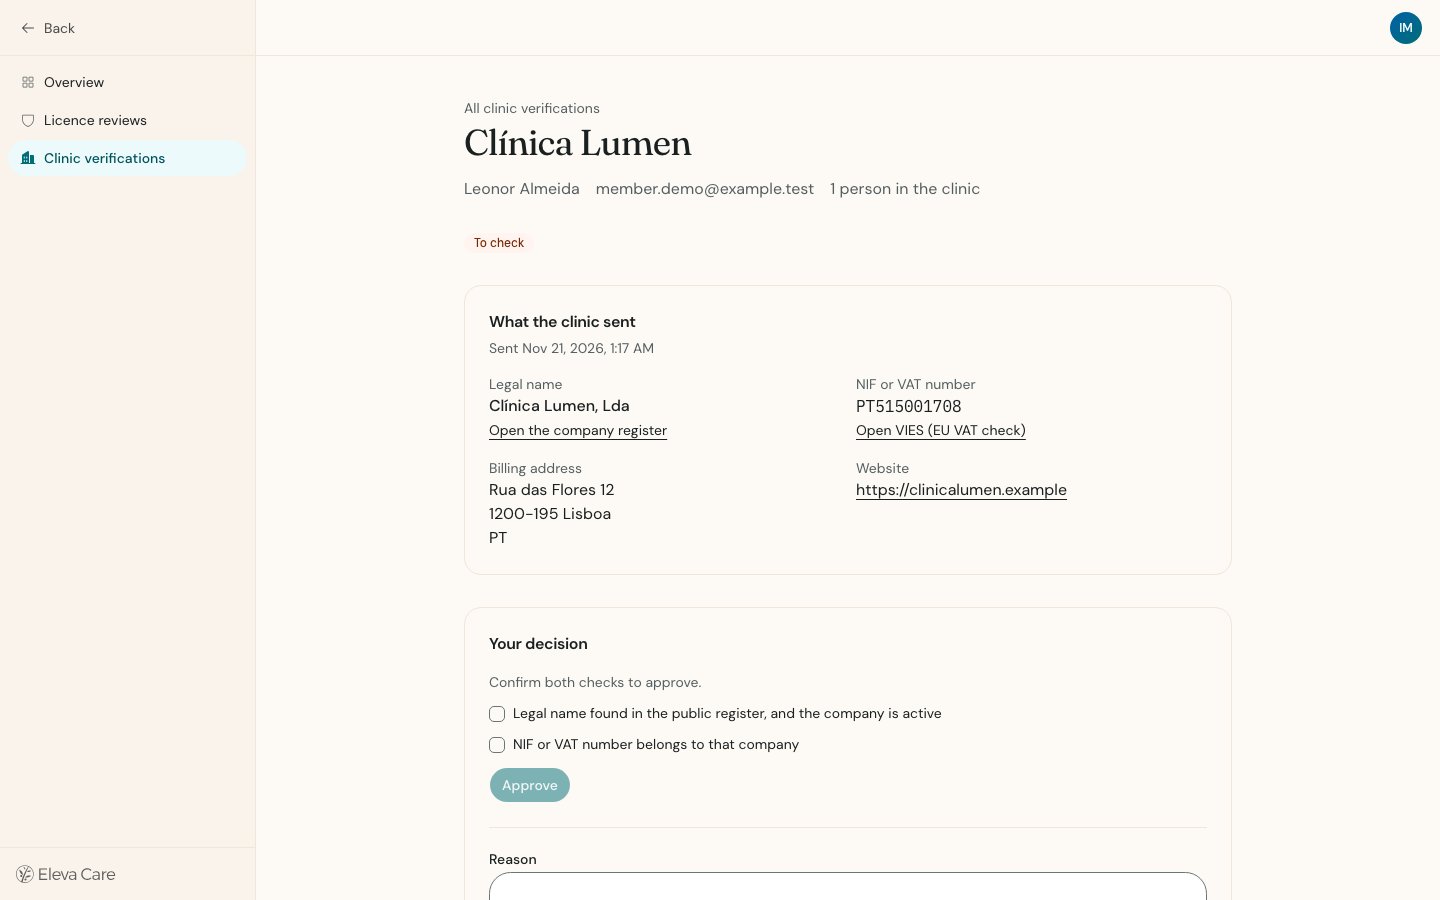 Back
IM
Overview
Licence reviews
Clinic verifications
All clinic verifications
Clínica Lumen
Leonor Almeida member.demo@example.test 1 person in the clinic
To check
What the clinic sent
Sent Nov 21, 2026, 1:17 AM
Legal name
Clínica Lumen, Lda
Open the company register
NIF or VAT number
PT515001708
Open VIES (EU VAT check)
Billing address
Rua das Flores 12
1200-195 Lisboa
PT
Website
https://clinicalumen.example
Your decision
Confirm both checks to approve.
Legal name found in the public register, and the company is active
NIF or VAT number belongs to that company
Approve
Reason
Eleva Care